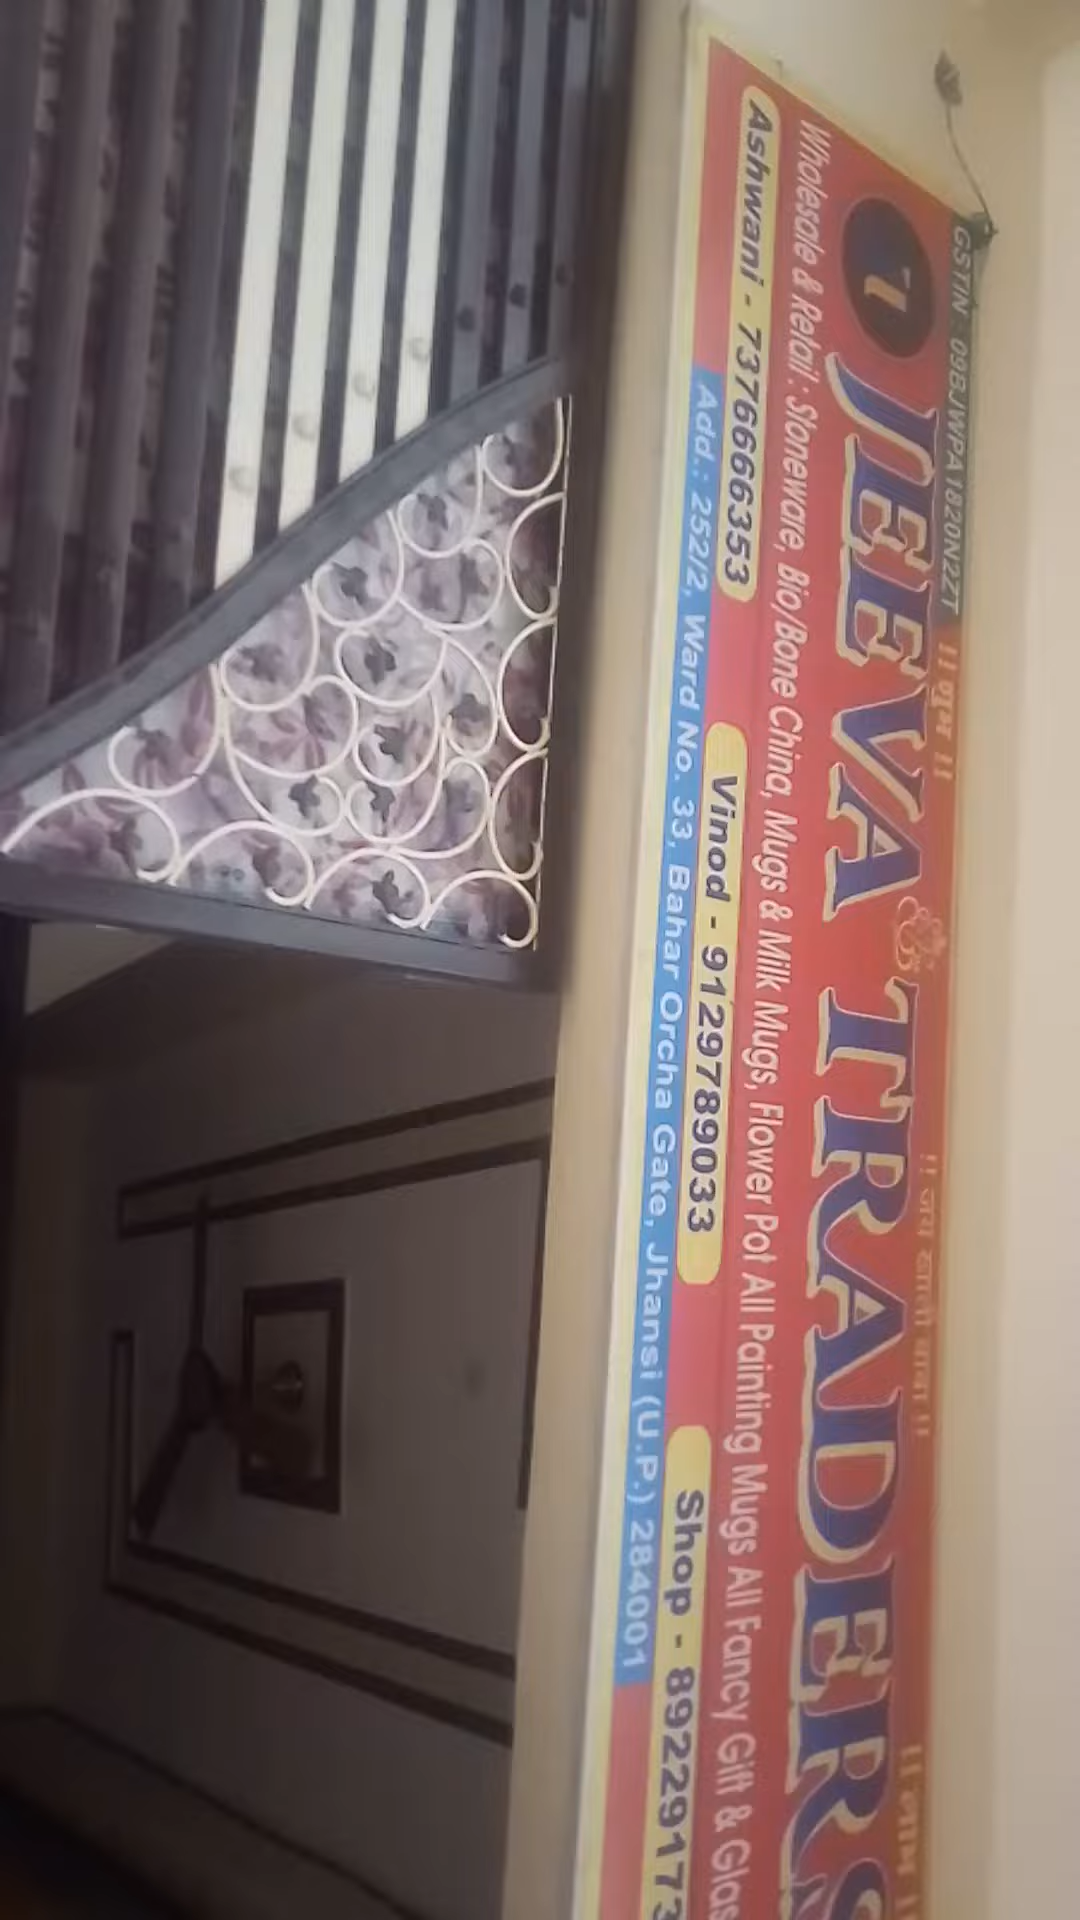 GSTIN : 09BJWPA1820N2ZT
!! शुभ !! !! जय दादा !! लाभ
JEEVA TRADERS
Wholesale & Retail : Stoneware, Bio/Bone China, Mugs & Milk Mugs, Flower Pot All Painting Mugs All Fancy Gift & Glas
Ashwani - 7376666353 Vinod - 9129789033 Shop - 89229173
Add.: 252/2, Ward No. 33, Bahar Orcha Gate, Jhansi (U.P.) 284001